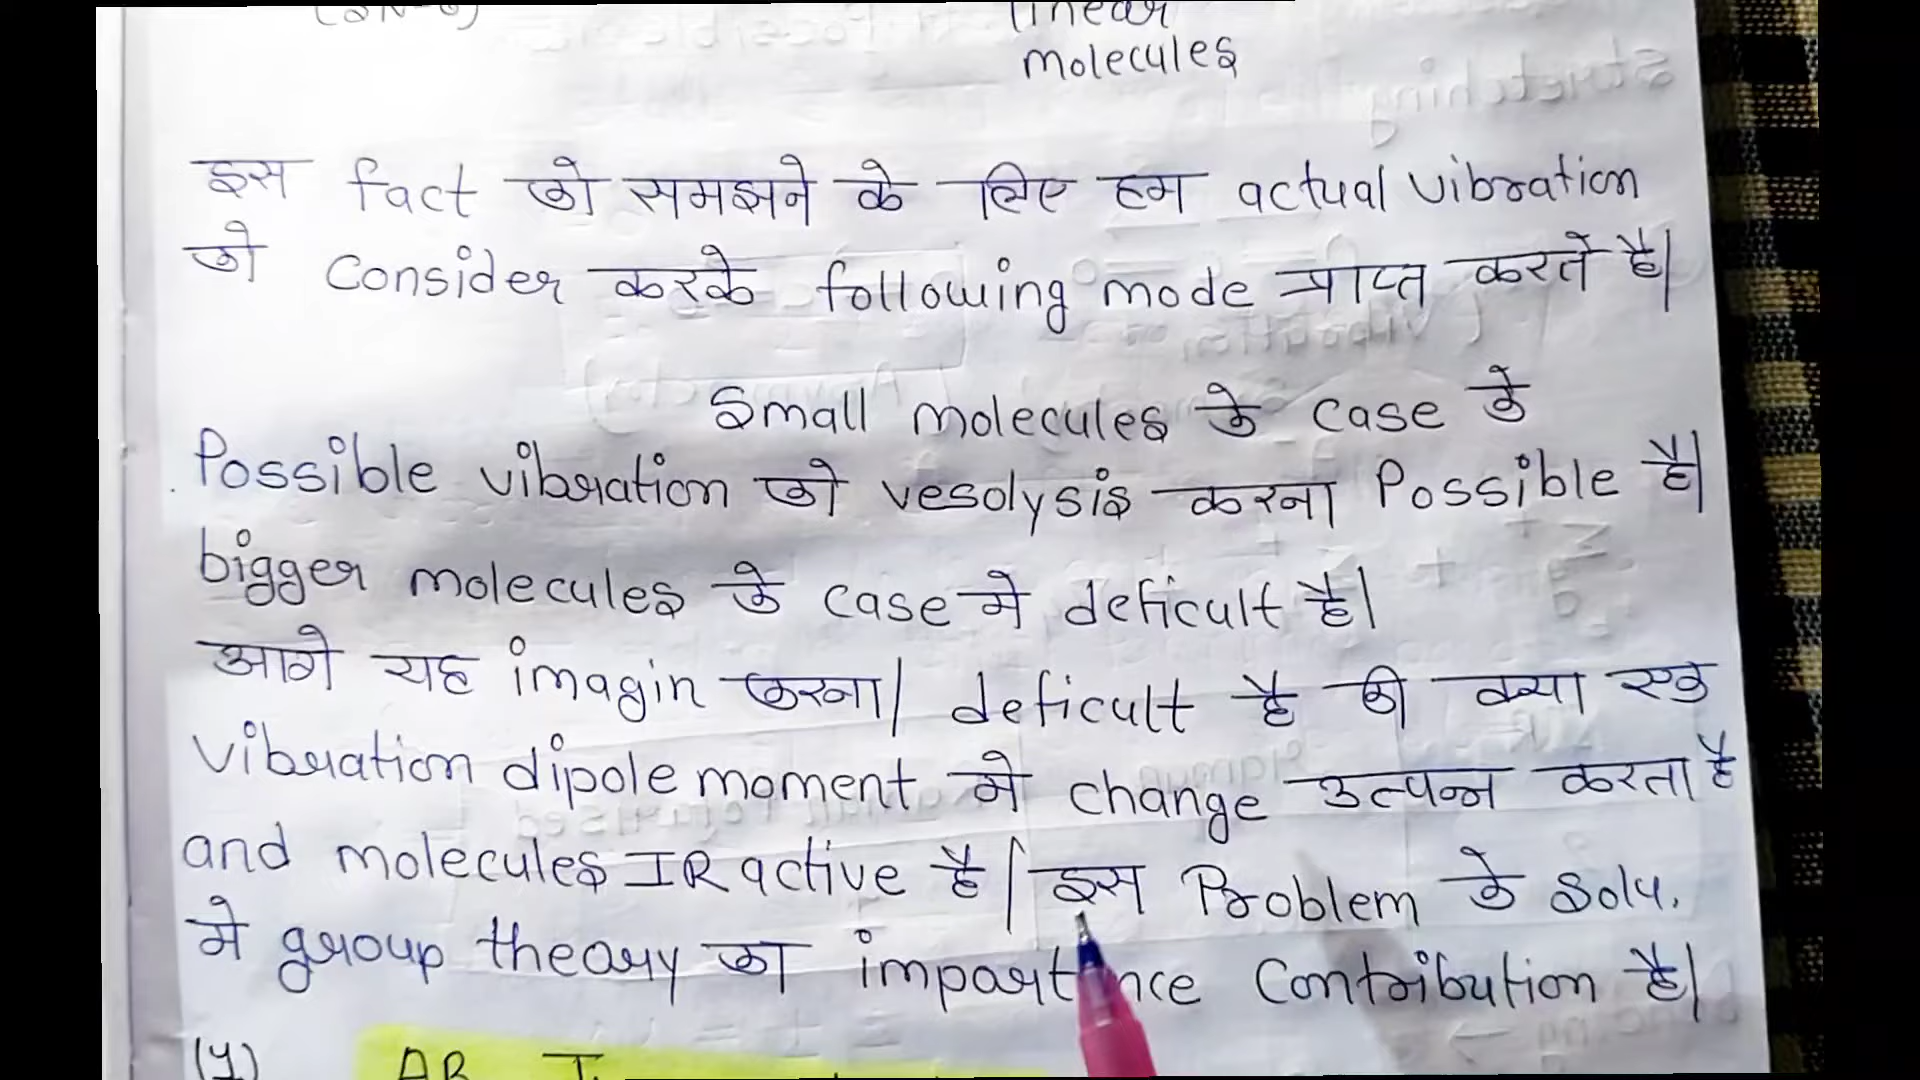 linear
molecules
इस fact को समझने के लिए हम actual vibration
को consider करके following mode प्राप्त करते है।
Small molecules के case के
Possible vibration को vesolysis करना Possible है।
bigger molecules के case मे deficult है।
आगे यह imagin करना deficult है की क्या एक
vibration dipole moment मे change उत्पन्न करता है
and molecules IR active है। इस Problem के Solu.
मे group theory का importance Contribution है।
(4) AB